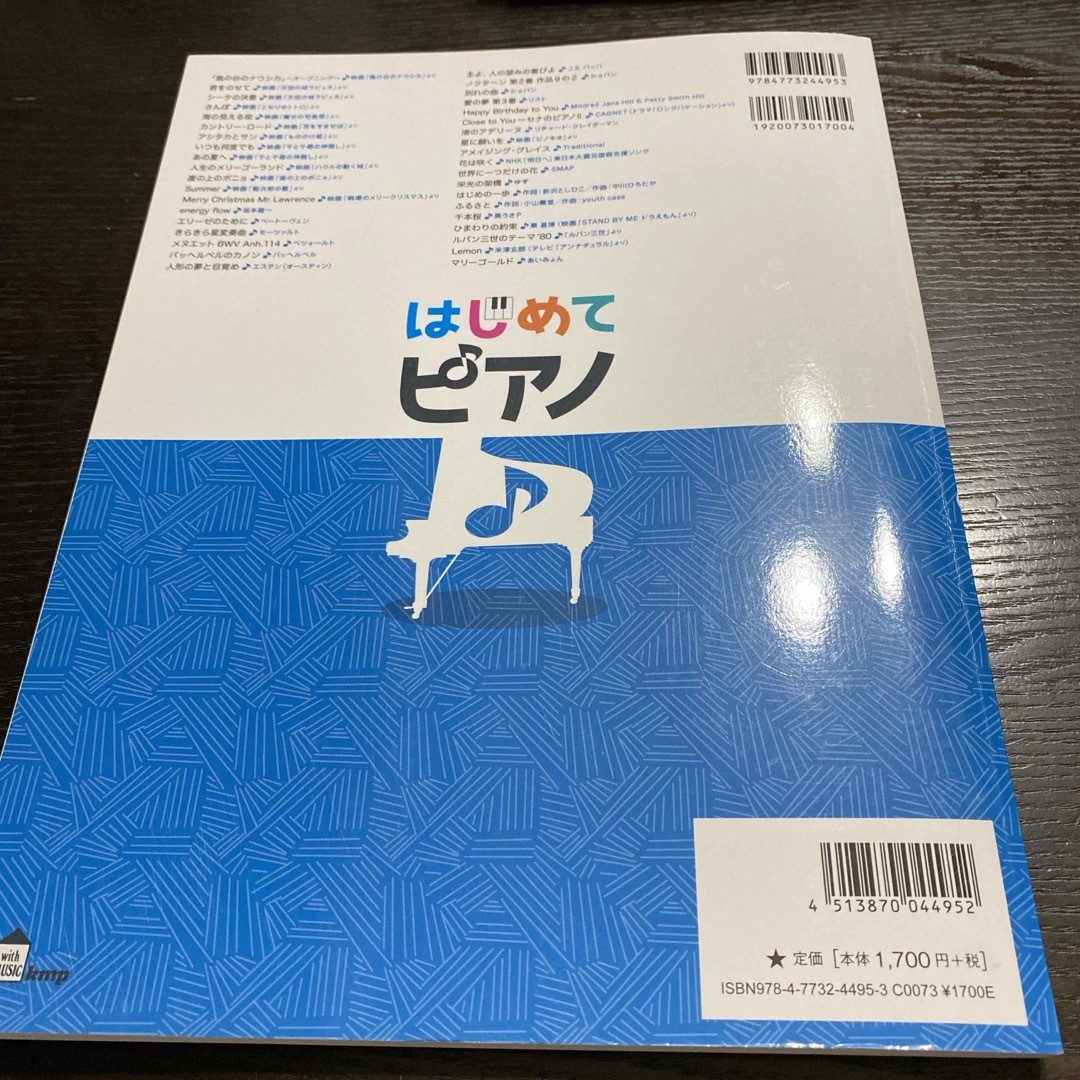 「風の谷のナウシカ」～オープニング～♪映画「風の谷のナウシカ」より
君をのせて♪映画「天空の城ラピュタ」より
シータの決意♪映画「天空の城ラピュタ」より
さんぽ♪映画「となりのトトロ」より
海の見える街♪映画「魔女の宅急便」より
カントリー・ロード♪映画「耳をすませば」より
アシタカとサン♪映画「もののけ姫」より
いつも何度でも♪映画「千と千尋の神隠し」より
あの夏へ♪映画「千と千尋の神隠し」より
人生のメリーゴーランド♪映画「ハウルの動く城」より
崖の上のポニョ♪映画「崖の上のポニョ」より
Summer♪映画「菊次郎の夏」より
Merry Christmas Mr. Lawrence♪映画「戦場のメリークリスマス」より
energy flow♪坂本龍一
エリーゼのために♪ベートーヴェン
きらきら星変奏曲♪モーツァルト
メヌエット BWV Anh.114♪ペツォールト
パッヘルベルのカノン♪パッヘルベル
人形の夢と目覚め♪エステン(オースティン)
主よ、人の望みの喜びよ♪J.S.バッハ
ノクターン 第2番 作品9の2♪ショパン
別れの曲♪ショパン
愛の夢 第3番♪リスト
Happy Birthday to You♪Mildred Jane Hill & Patty Smith Hill
Close to You ～セナのピアノII♪CAGNET(ドラマ「ロングバケーション」より)
渚のアデリーヌ♪リチャード・クレイダーマン
星に願いを♪映画「ピノキオ」より
アメイジング・グレイス♪Traditional
花は咲く♪NHK「明日へ」東日本大震災復興支援ソング
世界に一つだけの花♪SMAP
栄光の架橋♪ゆず
はじめの一歩♪作詞:新沢としひこ/作曲:中川ひろたか
ふるさと♪作詞:小山薫堂/作曲:youth case
千本桜♪黒うさP
ひまわりの約束♪秦 基博(映画「STAND BY ME ドラえもん」より)
ルパン三世のテーマ'80♪「ルパン三世」より
Lemon♪米津玄師(テレビ「アンナチュラル」より)
マリーゴールド♪あいみょん
9784773244953
1920073017004
はじめて
ピアノ
4 513870 044952
★ 定価 [本体 1,700円+税]
ISBN978-4-7732-4495-3 C0073 ¥1700E
with
MUSIC
kmp